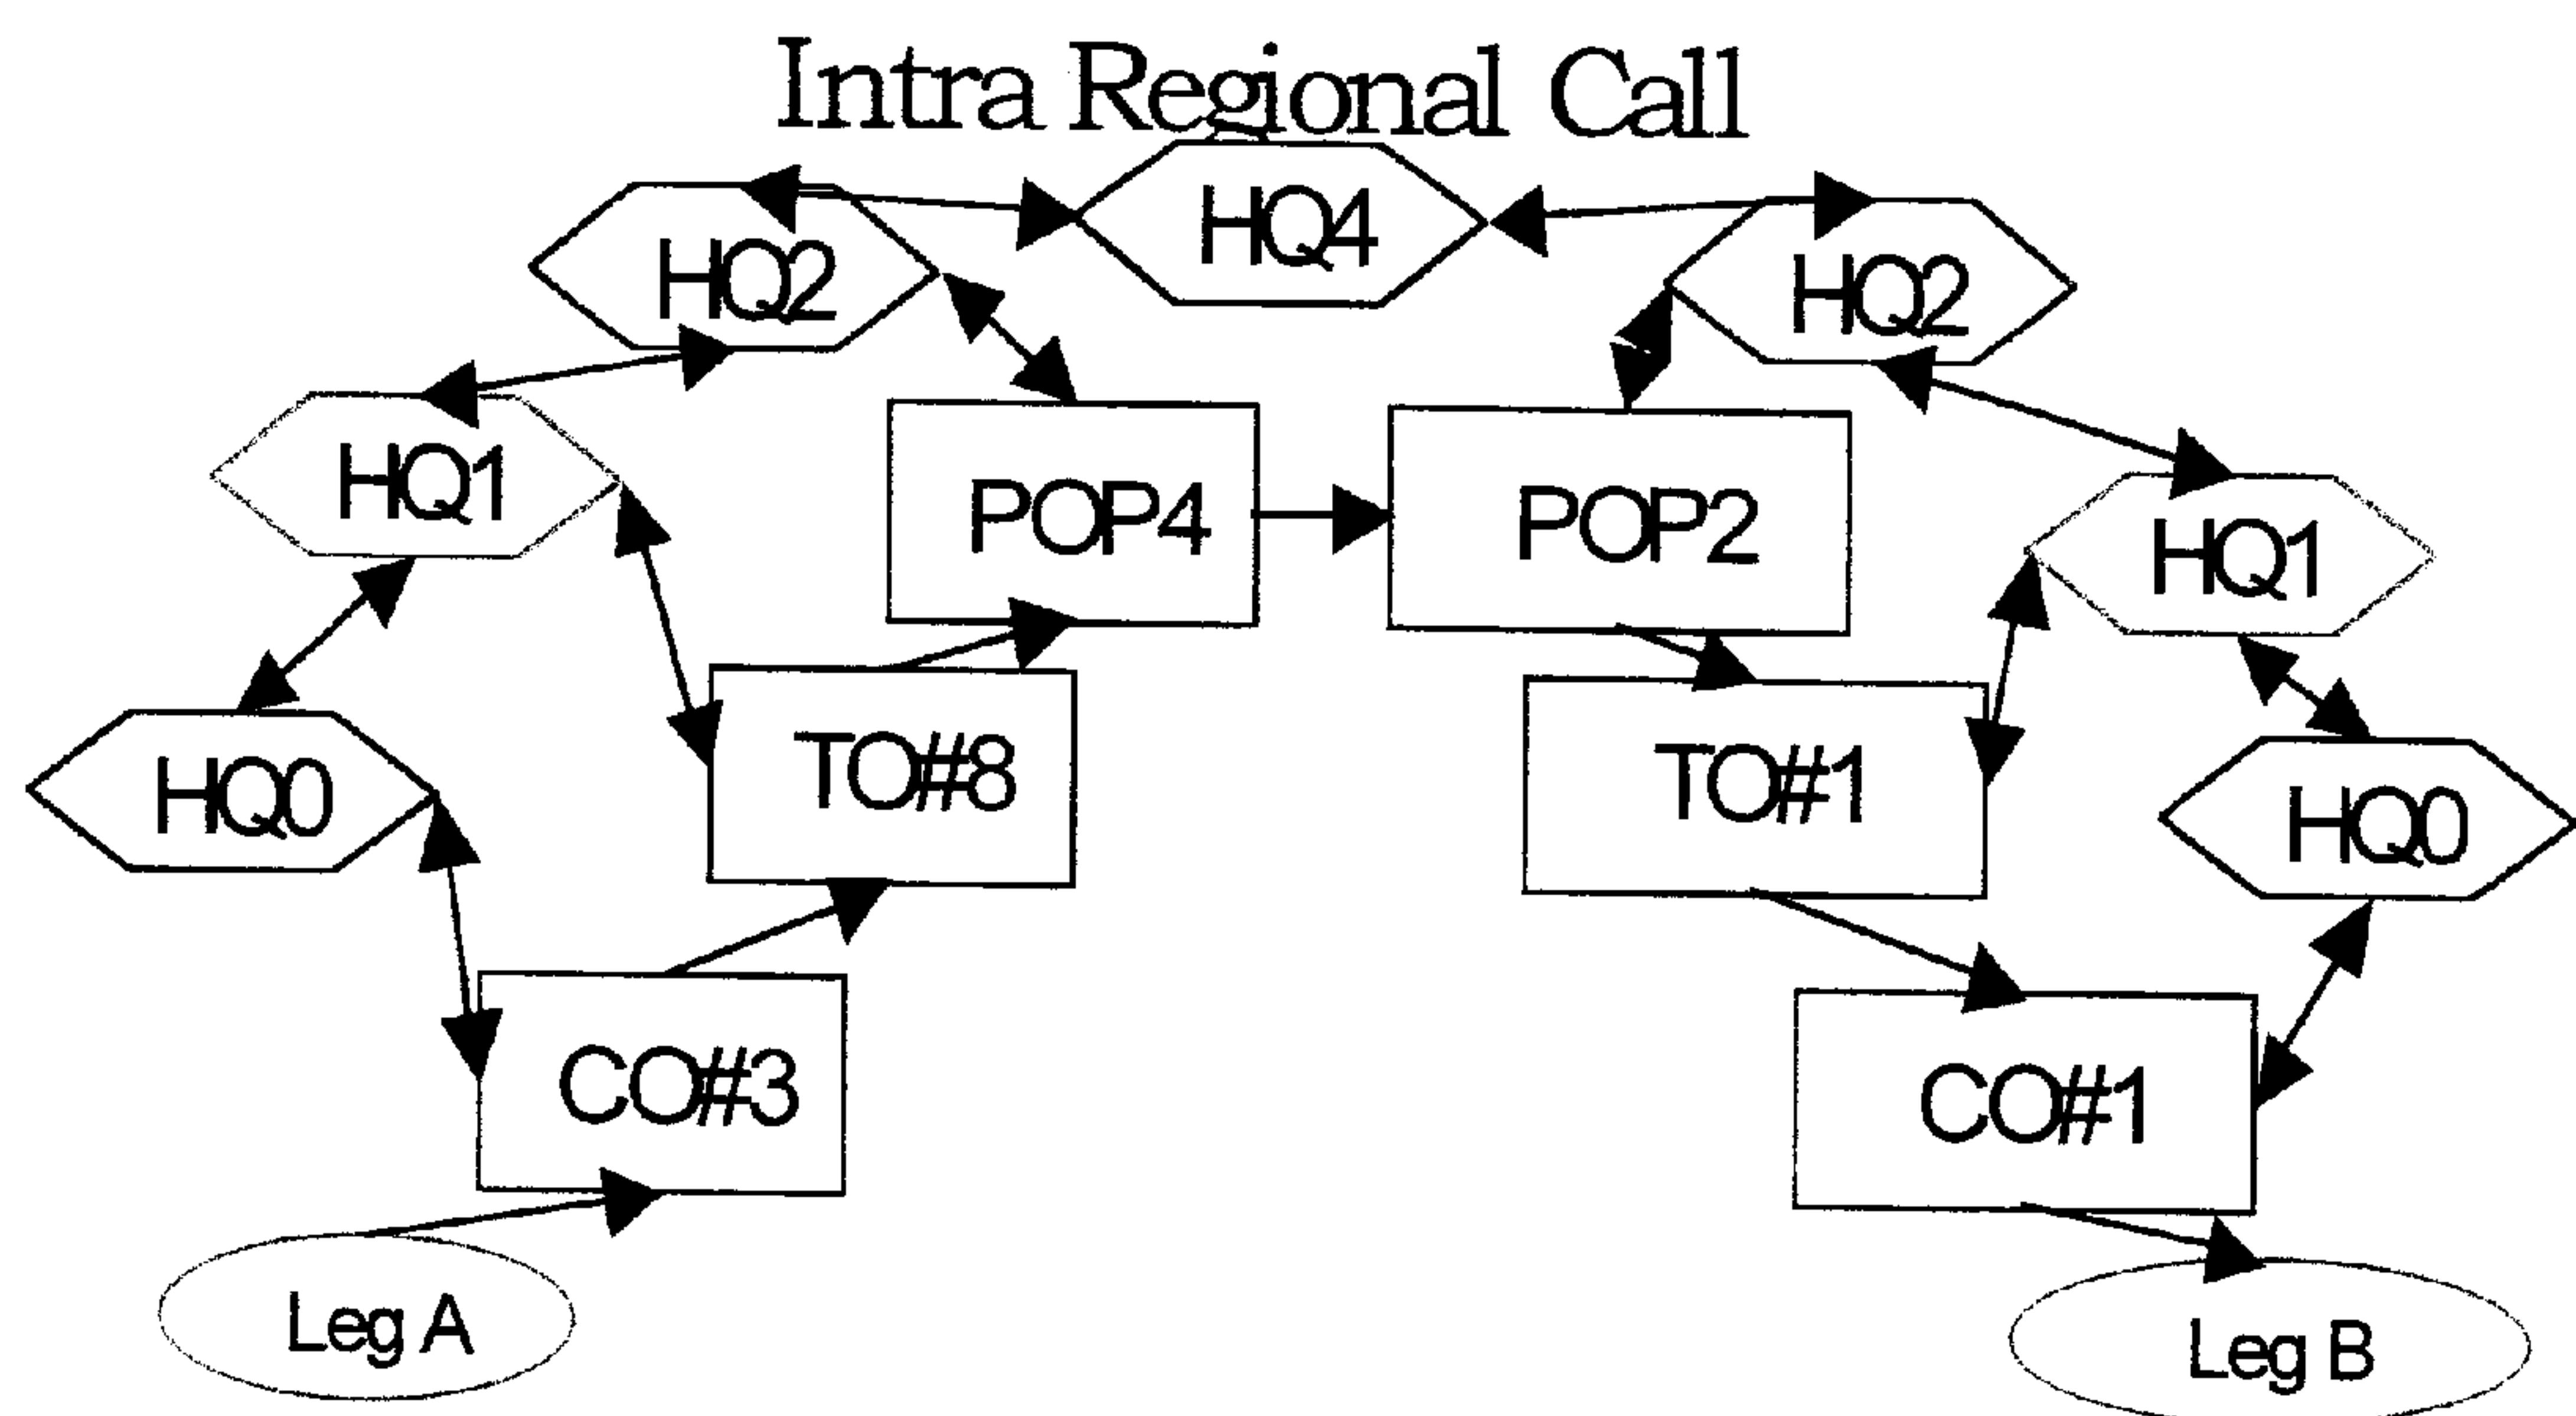 Intra Regional Call
HQ4
HQ2
HQ2
HQ1
POP4
POP2
HQ1
HQ0
TO#8
TO#1
HQ0
CO#3
CO#1
Leg A
Leg B